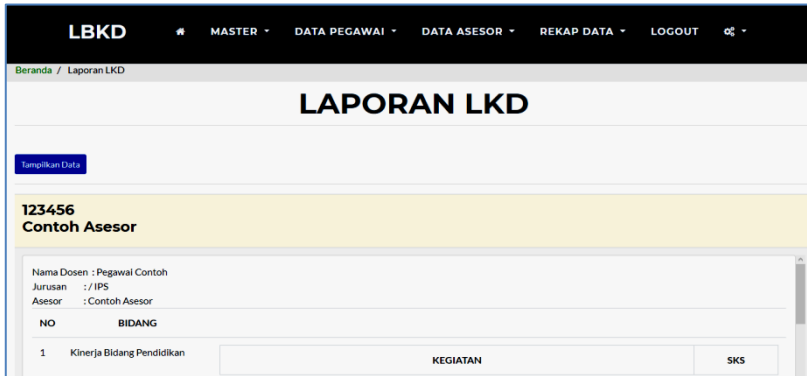 LBKD MASTER DATA PEGAWAI DATA ASESOR REKAP DATA LOGOUT
Beranda / Laporan LKD
LAPORAN LKD
Tampilkan Data
123456
Contoh Asesor
Nama Dosen : Pegawai Contoh
Jurusan : / IPS
Asesor : Contoh Asesor
NO BIDANG
1 Kinerja Bidang Pendidikan
KEGIATAN SKS